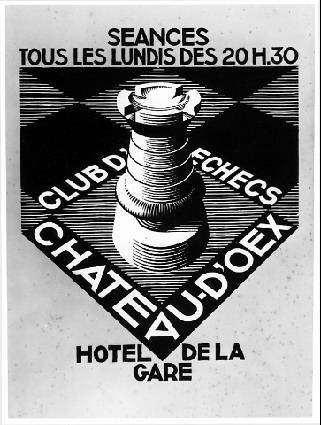 SEANCES
TOUS LES LUNDIS DES 20 H.30
CLUB D'ECHECS
CHATEAU-D'OEX
HOTEL DE LA
GARE